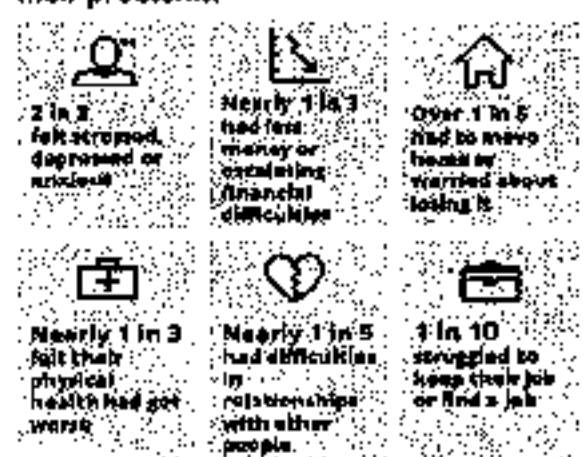 their problems.
2 in 3
felt stressed,
depressed or
anxious
Nearly 1 in 3
had less
money or
escalating
financial
difficulties
Over 1 in 5
had to move
home or
worried about
losing it
Nearly 1 in 3
felt their
physical
health had got
worse
Nearly 1 in 5
had difficulties
in
relationships
with other
people
1 in 10
struggled to
keep their job
or find a job